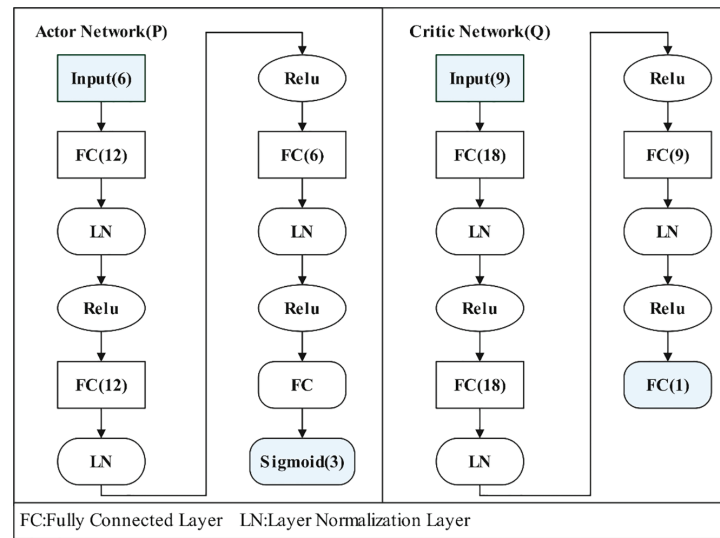 Actor Network(P)
Input(6)
FC(12)
LN
Relu
FC(12)
LN
Relu
FC(6)
LN
Relu
FC
Sigmoid(3)
Critic Network(Q)
Input(9)
FC(18)
LN
Relu
FC(18)
LN
Relu
FC(9)
LN
Relu
FC(1)
FC:Fully Connected Layer LN:Layer Normalization Layer